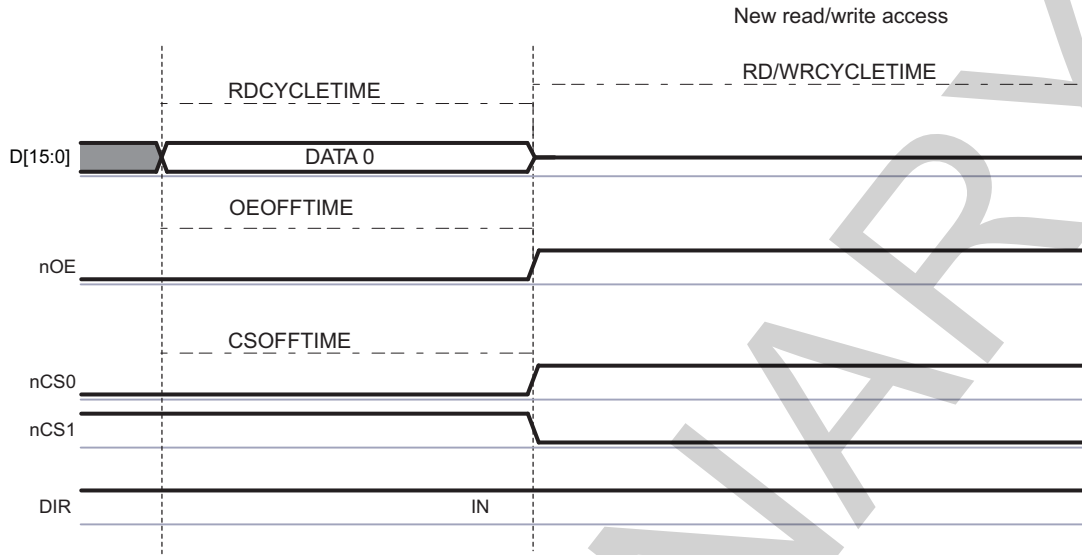 New read/write access
RDCYCLETIME
RD/WRCYCLETIME
D[15:0]
DATA 0
OEOFFTIME
nOE
CSOFFTIME
nCS0
nCS1
DIR
IN